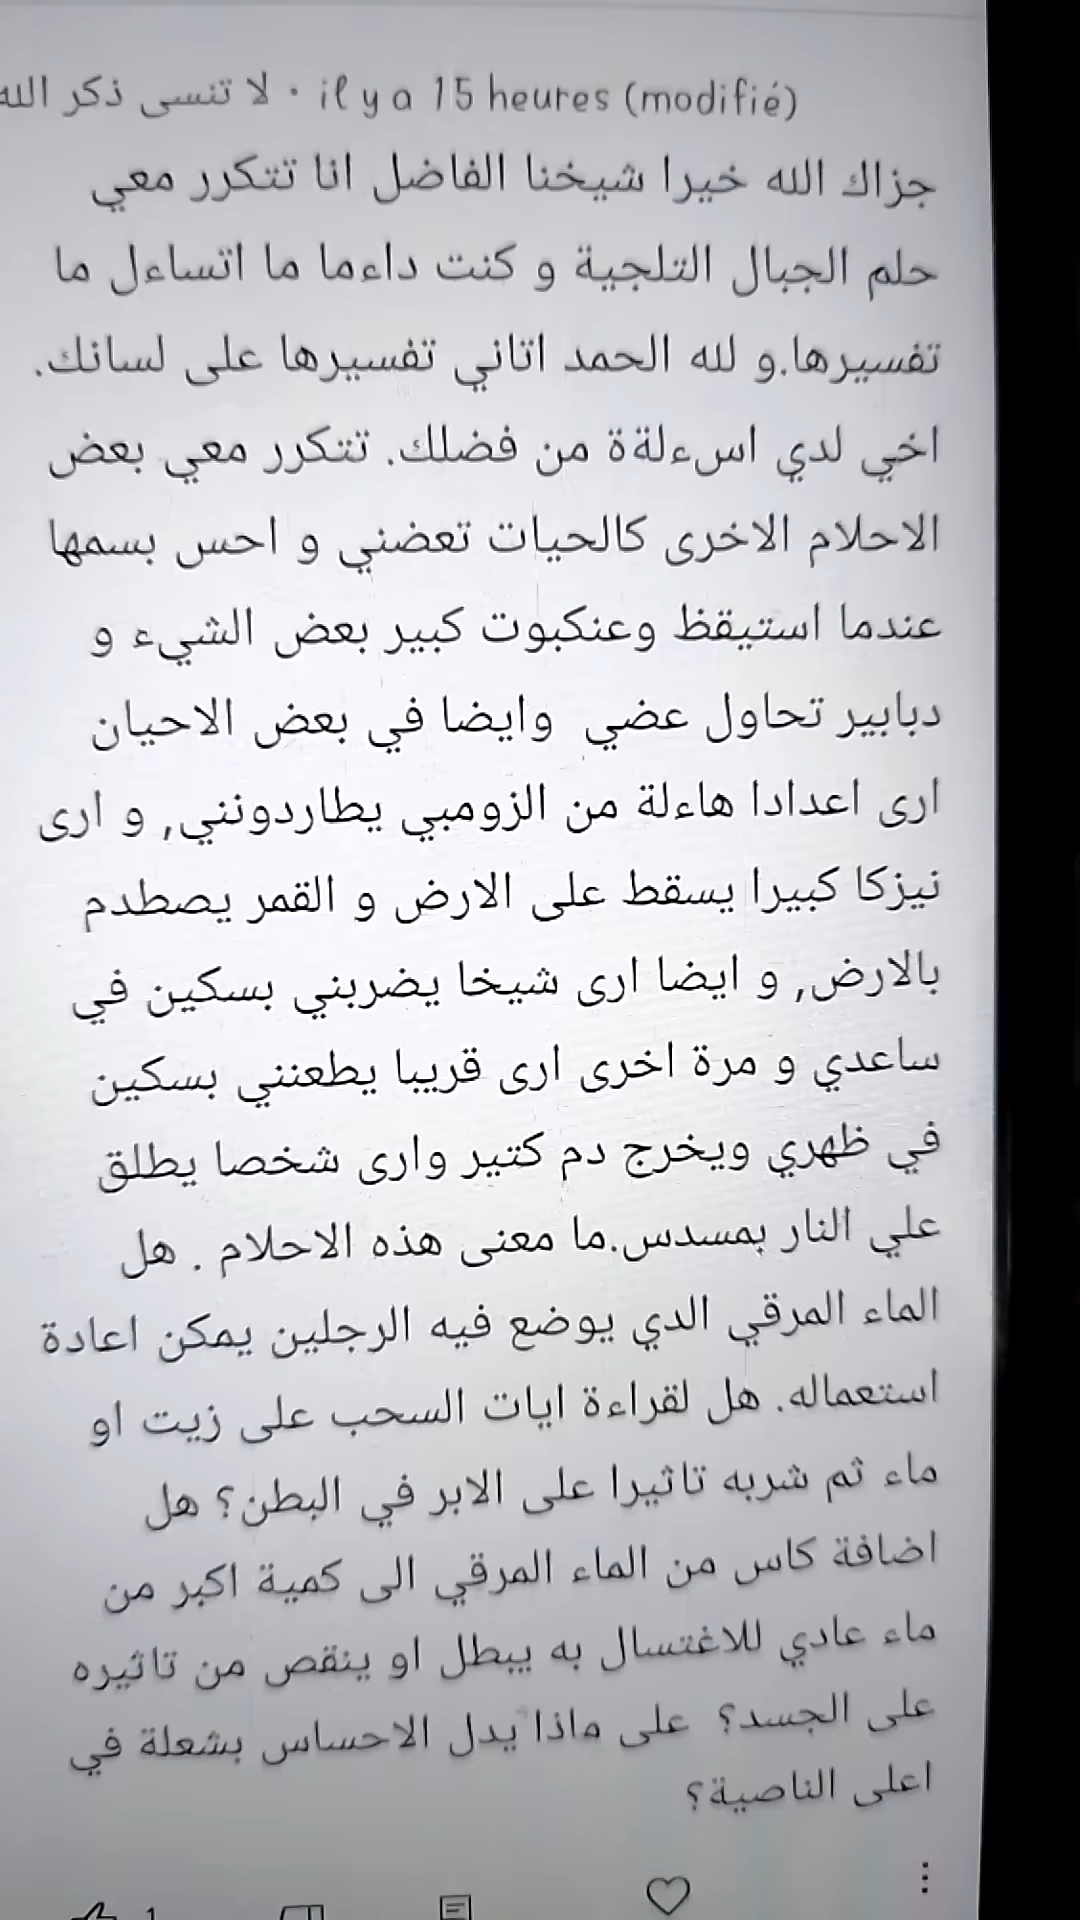 لا تنسى ذكر الله • il y a 15 heures (modifié)
جزاك الله خيرا شيخنا الفاضل انا تتكرر معي
حلم الجبال التلجية و كنت داءما ما اتساءل ما
تفسيرها.و لله الحمد اتاني تفسيرها على لسانك.
اخي لدي اسءلةة من فضلك. تتكرر معي بعض
الاحلام الاخرى كالحيات تعضني و احس بسمها
عندما استيقظ وعنكبوت كبير بعض الشيء و
دبابير تحاول عضي وايضا في بعض الاحيان
ارى اعدادا هاءلة من الزومبي يطاردونني, و ارى
نيزكا كبيرا يسقط على الارض و القمر يصطدم
بالارض, و ايضا ارى شيخا يضربني بسكين في
ساعدي و مرة اخرى ارى قريبا يطعنني بسكين
في ظهري ويخرج دم كتير وارى شخصا يطلق
علي النار بمسدس.ما معنى هذه الاحلام . هل
الماء المرقي الدي يوضع فيه الرجلين يمكن اعادة
استعماله. هل لقراءة ايات السحب على زيت او
ماء ثم شربه تاثيرا على الابر في البطن؟ هل
اضافة كاس من الماء المرقي الى كمية اكبر من
ماء عادي للاغتسال به يبطل او ينقص من تاثيره
على الجسد؟ على ماذا يدل الاحساس بشعلة في
اعلى الناصية؟
1